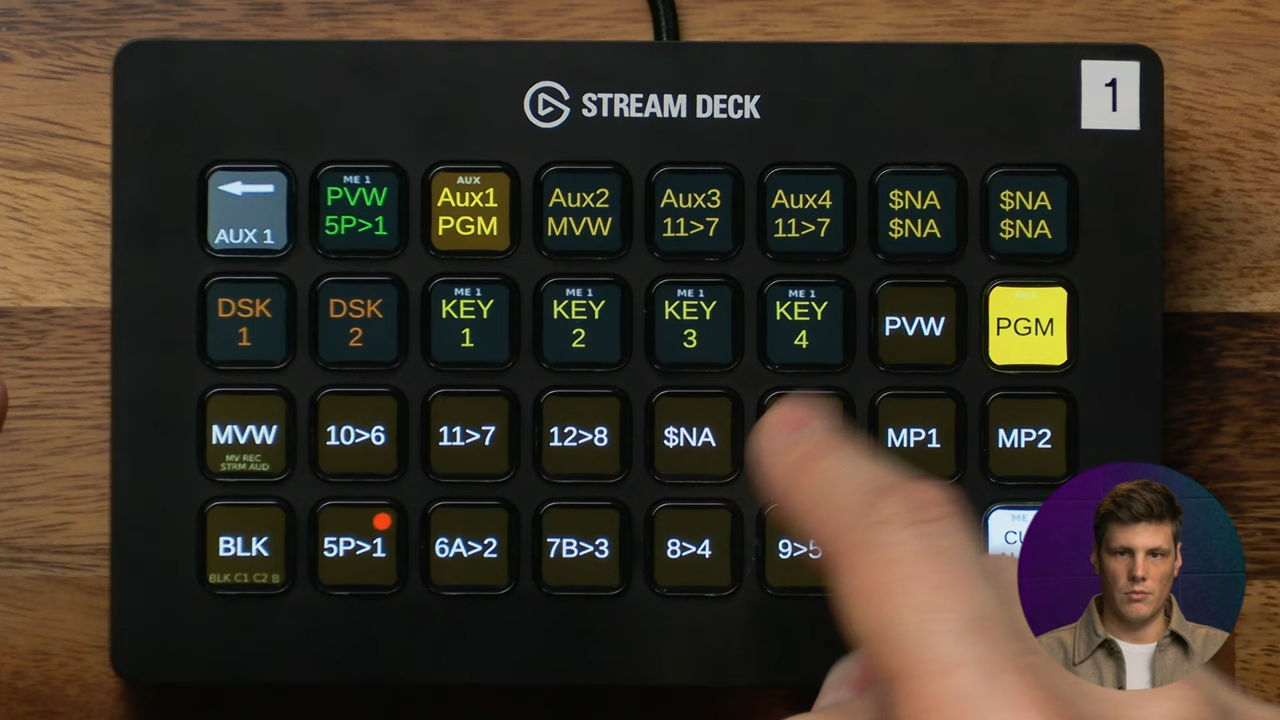 STREAM DECK
1
AUX 1
ME 1
PVW
5P>1
AUX
Aux1
PGM
Aux2
MVW
Aux3
11>7
Aux4
11>7
$NA
$NA
$NA
$NA
DSK
1
DSK
2
ME 1
KEY
1
ME 1
KEY
2
ME 1
KEY
3
ME 1
KEY
4
PVW
PGM
MVW
MV REC
STRM AUD
10>6
11>7
12>8
$NA
MP1
MP2
BLK
BLK C1 C2 B
5P>1
6A>2
7B>3
8>4
9>5